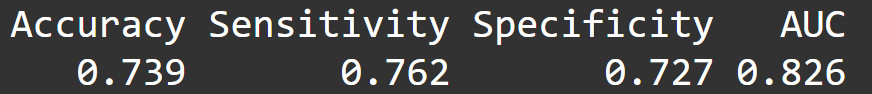 Accuracy Sensitivity Specificity AUC
0.739 0.762 0.727 0.826